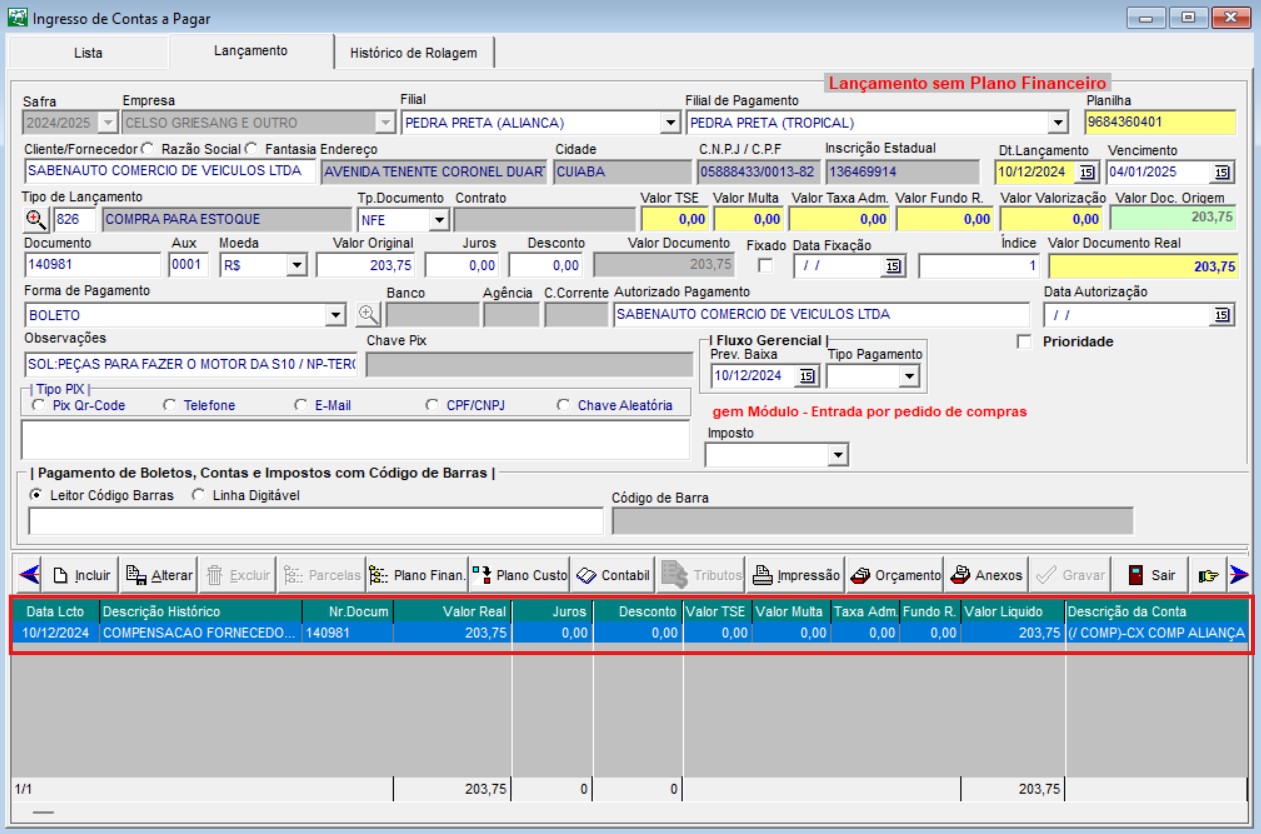 Ingresso de Contas a Pagar
Lista Lançamento Histórico de Rolagem
Lançamento sem Plano Financeiro
Safra Empresa Filial Filial de Pagamento Planilha
2024/2025 CELSO GRIESANG E OUTRO PEDRA PRETA (ALIANCA) PEDRA PRETA (TROPICAL) 9684360401
Cliente/Fornecedor Razão Social Fantasia Endereço Cidade C.N.P.J / C.P.F Inscrição Estadual Dt.Lançamento Vencimento
SABENAUTO COMERCIO DE VEICULOS LTDA AVENIDA TENENTE CORONEL DUAR CUIABA 05888433/0013-82 136469914 10/12/2024 15 04/01/2025 15
Tipo de Lançamento Tp.Documento Contrato Valor TSE Valor Multa Valor Taxa Adm. Valor Fundo R. Valor Valorização Valor Doc. Origem
826 COMPRA PARA ESTOQUE NFE 0,00 0,00 0,00 0,00 0,00 203,75
Documento Aux Moeda Valor Original Juros Desconto Valor Documento Fixado Data Fixação Índice Valor Documento Real
140981 0001 R$ 203,75 0,00 0,00 203,75 / / 15 1 203,75
Forma de Pagamento Banco Agência C.Corrente Autorizado Pagamento Data Autorização
BOLETO SABENAUTO COMERCIO DE VEICULOS LTDA / / 15
Observações Chave Pix | Fluxo Gerencial | Prioridade
SOL:PEÇAS PARA FAZER O MOTOR DA S10 / NP-TERC Prev. Baixa Tipo Pagamento
10/12/2024 15
| Tipo PIX |
Pix Qr-Code Telefone E-Mail CPF/CNPJ Chave Aleatória
gem Módulo - Entrada por pedido de compras
Imposto
| Pagamento de Boletos, Contas e Impostos com Código de Barras |
Leitor Código Barras Linha Digitável Código de Barra
Incluir Alterar Excluir Parcelas Plano Finan. Plano Custo Contabil Tributos Impressão Orçamento Anexos Gravar Sair
Data Lcto Descrição Histórico Nr.Docum Valor Real Juros Desconto Valor TSE Valor Multa Taxa Adm. Fundo R. Valor Liquido Descrição da Conta
10/12/2024 COMPENSACAO FORNECEDO... 140981 203,75 0,00 0,00 0,00 0,00 0,00 0,00 203,75 (/ COMP)-CX COMP ALIANÇA
1/1 203,75 0 0 203,75